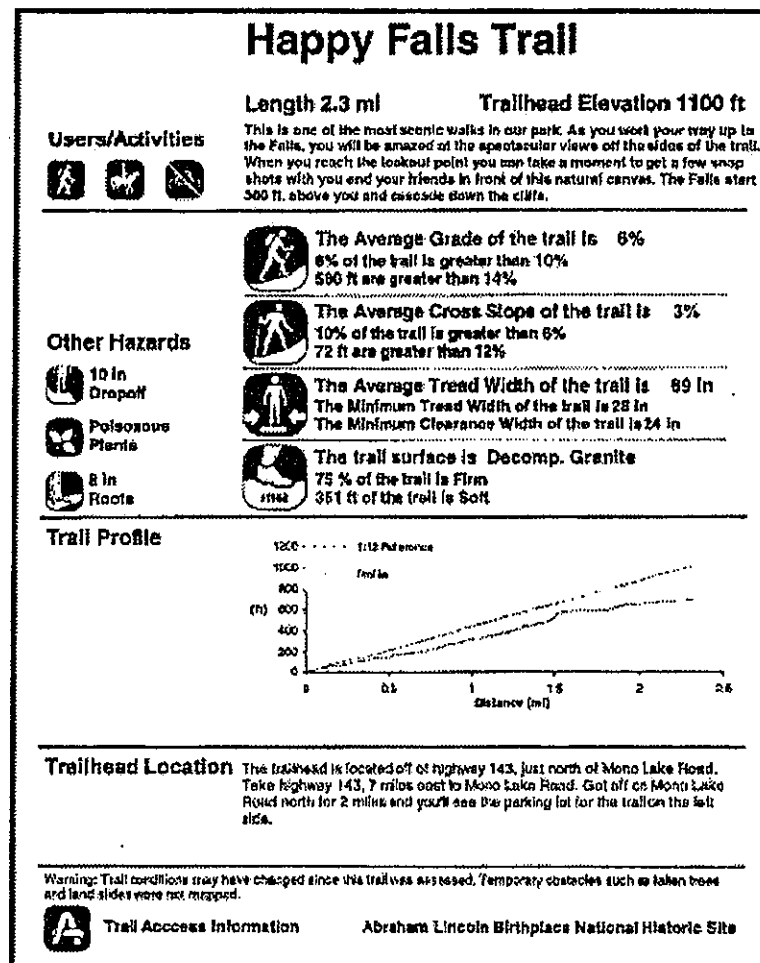 Happy Falls Trail
Length 2.3 mi Trailhead Elevation 1100 ft
Users/Activities
This is one of the most scenic walks in our park. As you work your way up to
the Falls, you will be amazed at the spectacular views off the sides of the trail.
When you reach the lookout point you can take a moment to get a few snap
shots with you and your friends in front of this natural canvas. The Falls start
300 ft. above you and cascade down the cliffs.
The Average Grade of the trail is 6%
6% of the trail is greater than 10%
580 ft are greater than 14%
The Average Cross Slope of the trail is 3%
10% of the trail is greater than 6%
72 ft are greater than 12%
Other Hazards
10 in
Dropoff
Poisonous
Plants
8 in
Roots
The Average Tread Width of the trail is 69 in
The Minimum Tread Width of the trail is 28 in
The Minimum Clearance Width of the trail is 24 in
The trail surface is Decomp. Granite
75 % of the trail is Firm
351 ft of the trail is Soft
Trail Profile
1200
1:12 Reference
1000
Profile
800
(ft) 600
400
200
0
0 0.5 1 1.5 2 2.5
Distance (mi)
Trailhead Location
The trailhead is located off of highway 143, just north of Mono Lake Road.
Take highway 143, 7 miles east to Mono Lake Road. Get off on Mono Lake
Road north for 2 miles and you'll see the parking lot for the trail on the left
side.
Warning: Trail conditions may have changed since this trail was assessed. Temporary obstacles such as fallen trees
and land slides were not mapped.
Trail Acccess Information Abraham Lincoln Birthplace National Historic Site